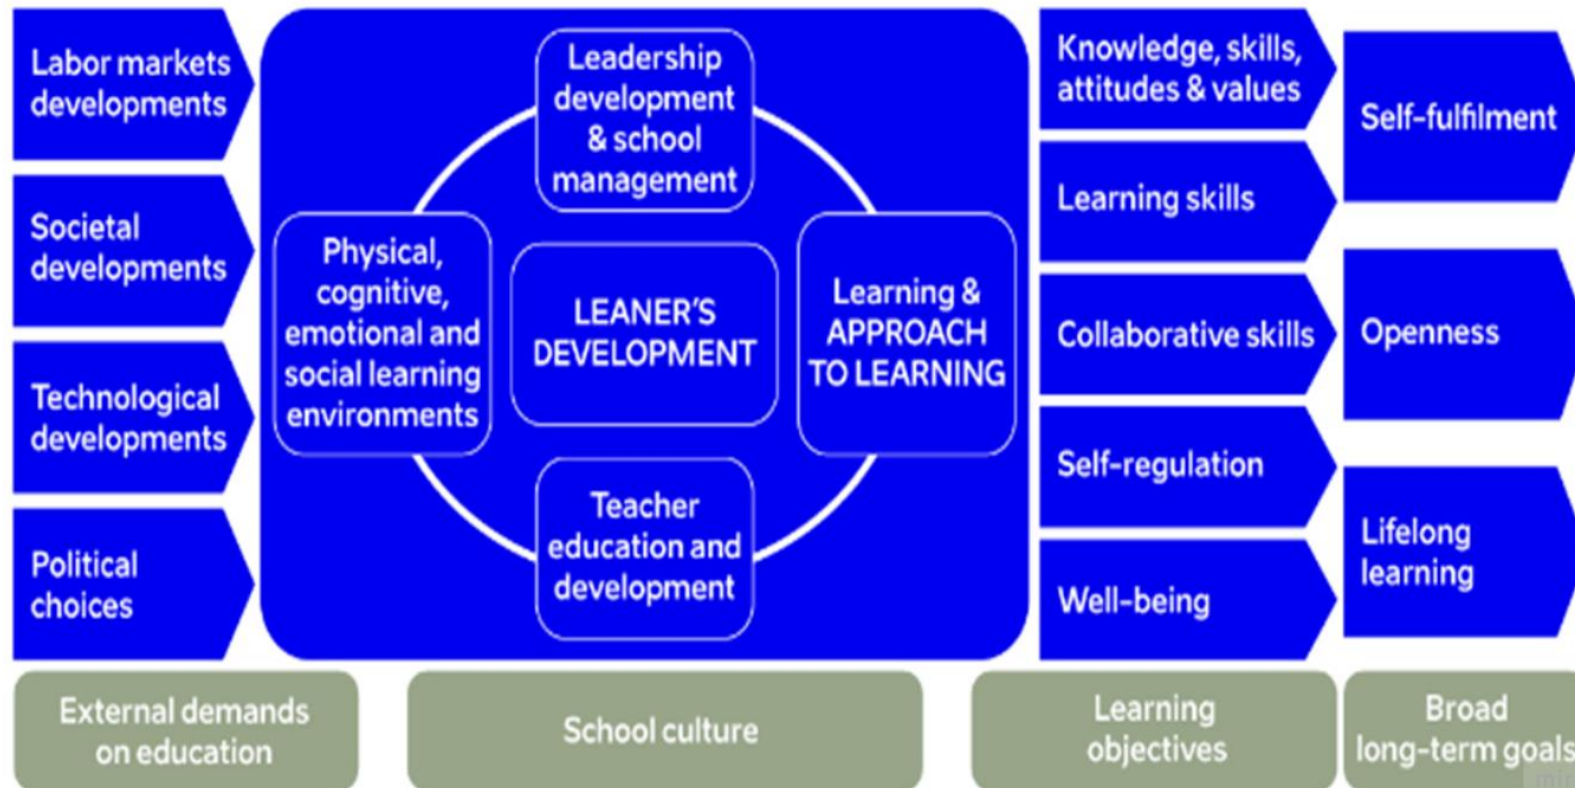 Labor markets
developments
Societal
developments
Technological
developments
Political
choices
Leadership
development
& school
management
Physical,
cognitive,
emotional and
social learning
environments
LEANER'S
DEVELOPMENT
Learning &
APPROACH
TO LEARNING
Teacher
education and
development
Knowledge, skills,
attitudes & values
Learning skills
Collaborative skills
Self-regulation
Well-being
Self-fulfilment
Openness
Lifelong
learning
External demands
on education
School culture
Learning
objectives
Broad
long-term goals